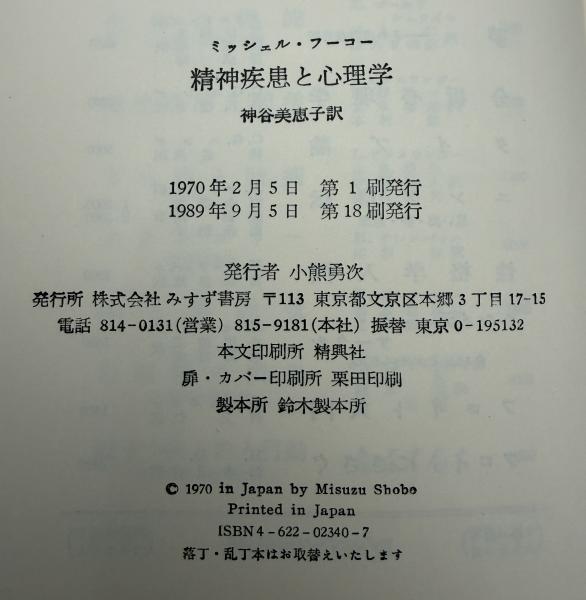 ミッシェル・フーコー
精神疾患と心理学
神谷美恵子訳
1970年2月5日 第1刷発行
1989年9月5日 第18刷発行
発行者 小熊勇次
発行所 株式会社 みすず書房 〒113 東京都文京区本郷3丁目17-15
電話 814-0131(営業) 815-9181(本社) 振替 東京0-195132
本文印刷所 精興社
扉・カバー印刷所 栗田印刷
製本所 鈴木製本所
© 1970 in Japan by Misuzu Shobo
Printed in Japan
ISBN4-622-02340-7
落丁・乱丁本はお取替えいたします